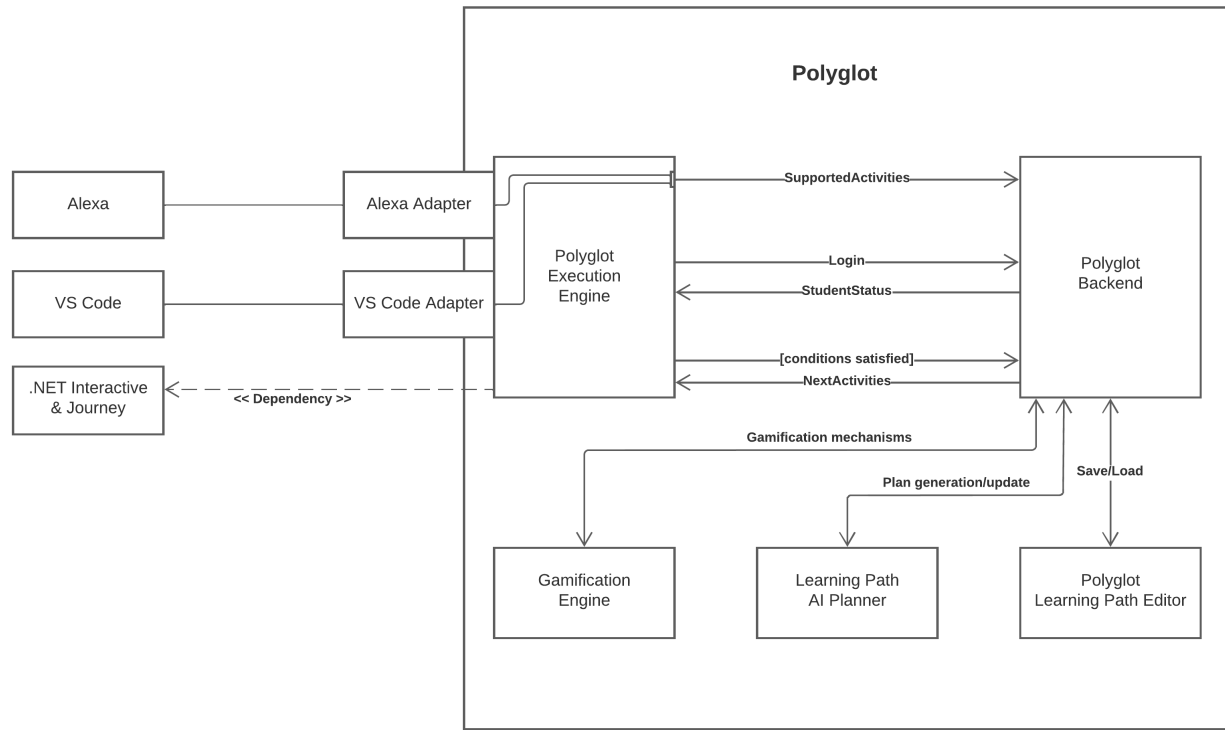 Polyglot
Alexa
Alexa Adapter
SupportedActivities
Polyglot
Execution
Engine
Login
Polyglot
Backend
VS Code
VS Code Adapter
StudentStatus
[conditions satisfied]
NextActivities
.NET Interactive
& Journey
<< Dependency >>
Gamification mechanisms
Plan generation/update
Save/Load
Gamification
Engine
Learning Path
AI Planner
Polyglot
Learning Path Editor